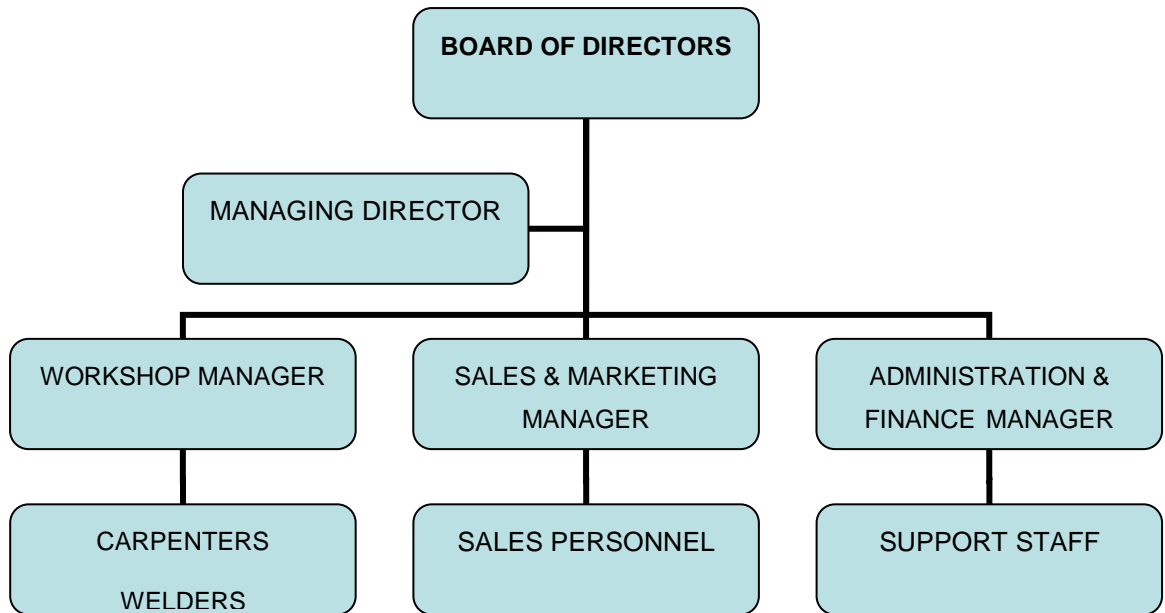 BOARD OF DIRECTORS
MANAGING DIRECTOR
WORKSHOP MANAGER
SALES & MARKETING
MANAGER
ADMINISTRATION &
FINANCE MANAGER
CARPENTERS
WELDERS
SALES PERSONNEL
SUPPORT STAFF